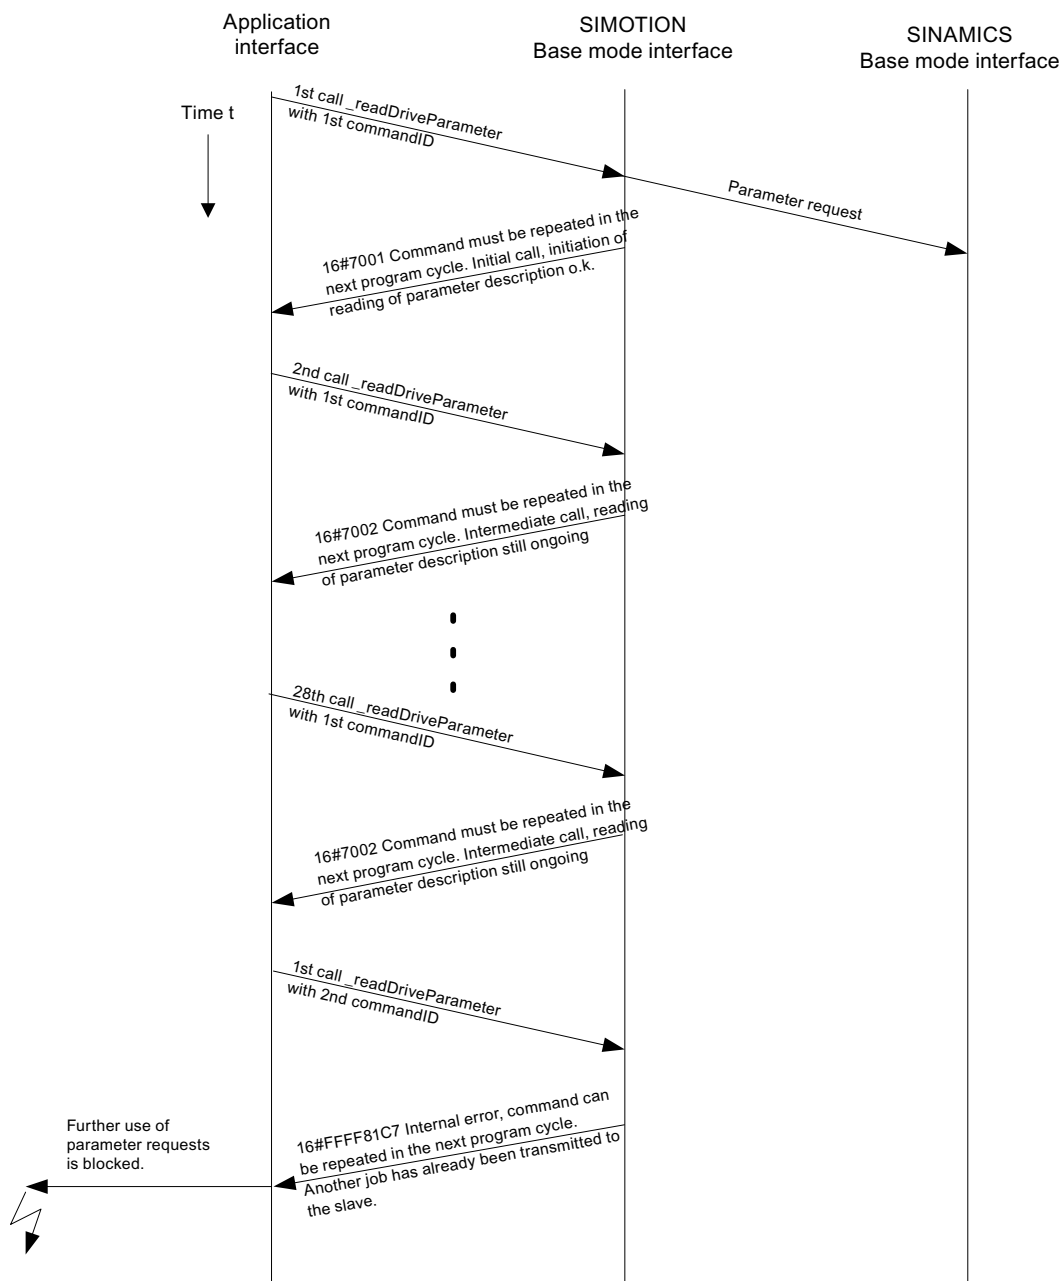 Application
interface
SIMOTION
Base mode interface
SINAMICS
Base mode interface
Time t
1st call _readDriveParameter
with 1st commandID
Parameter request
16#7001 Command must be repeated in the
next program cycle. Initial call, initiation of
reading of parameter description o.k.
2nd call _readDriveParameter
with 1st commandID
16#7002 Command must be repeated in the
next program cycle. Intermediate call, reading
of parameter description still ongoing
28th call _readDriveParameter
with 1st commandID
16#7002 Command must be repeated in the
next program cycle. Intermediate call, reading
of parameter description still ongoing
1st call _readDriveParameter
with 2nd commandID
16#FFFF81C7 Internal error, command can
be repeated in the next program cycle.
Another job has already been transmitted to
the slave.
Further use of
parameter requests
is blocked.